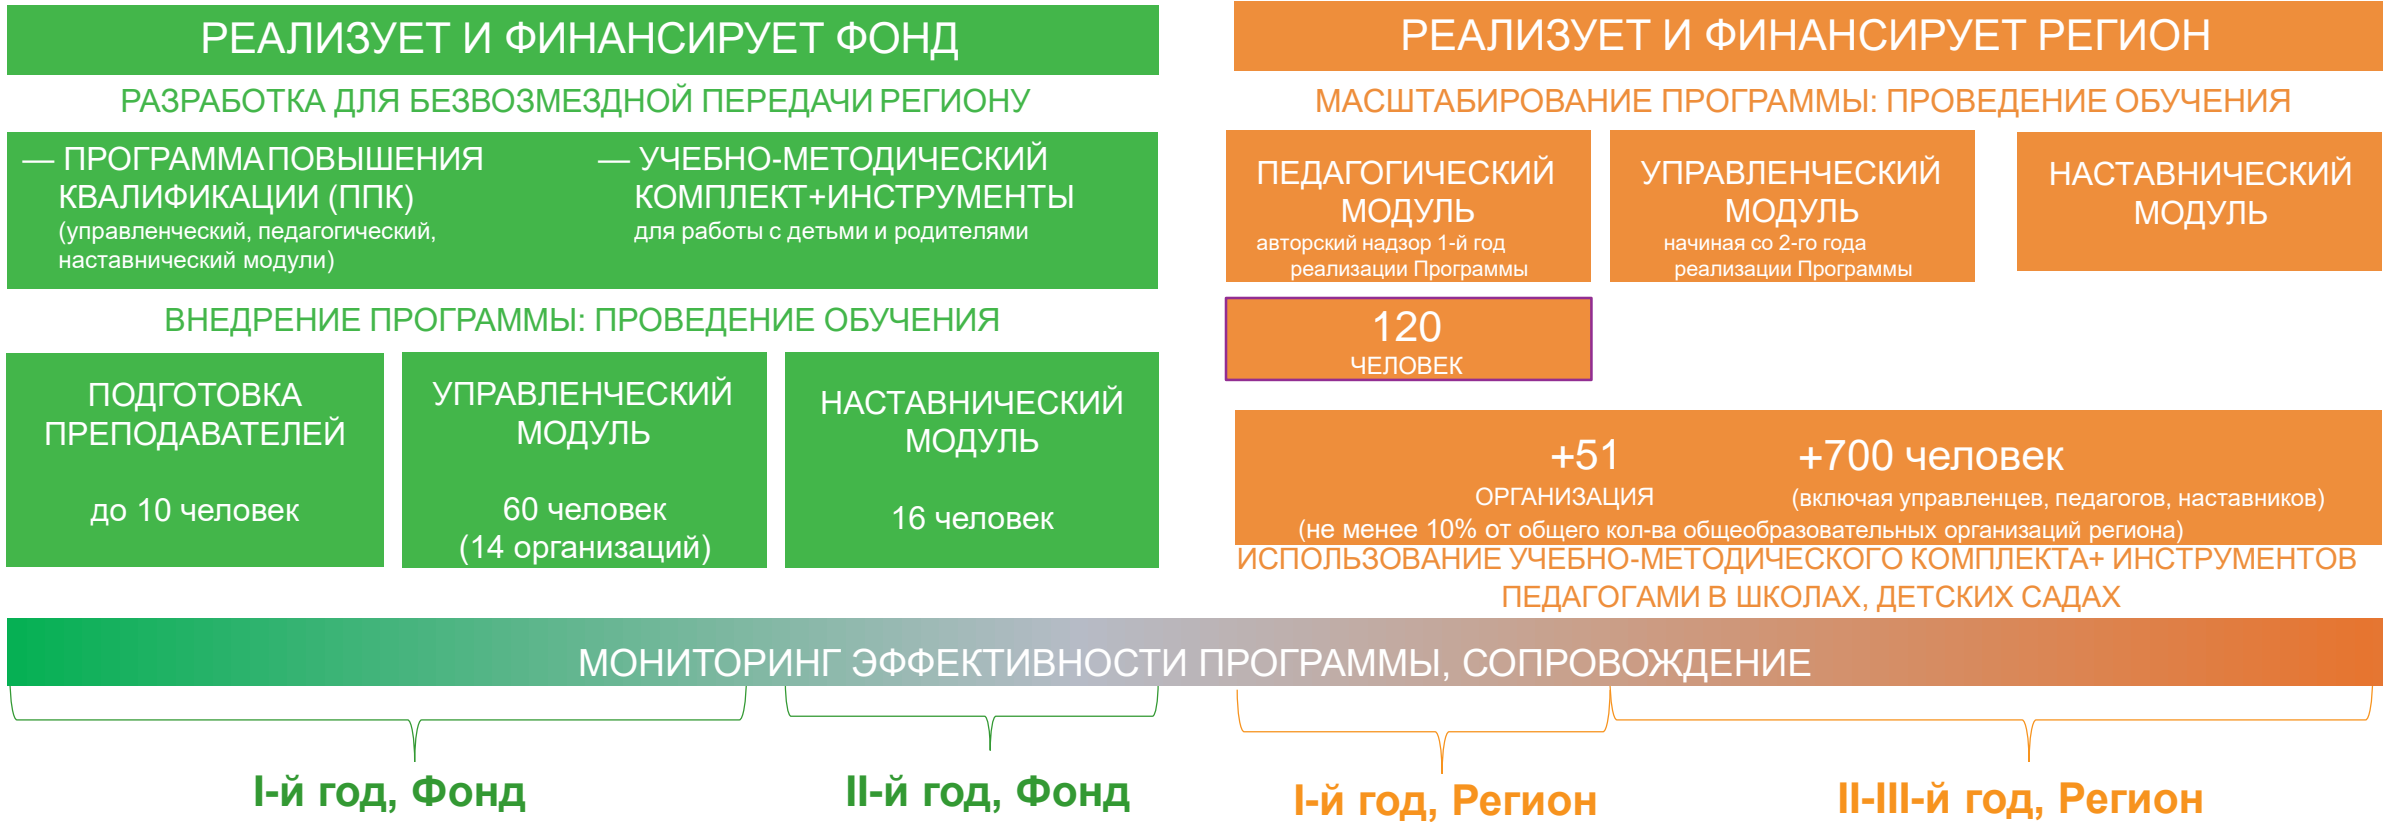 РЕАЛИЗУЕТ И ФИНАНСИРУЕТ ФОНД
РАЗРАБОТКА ДЛЯ БЕЗВОЗМЕЗДНОЙ ПЕРЕДАЧИ РЕГИОНУ
— ПРОГРАММА ПОВЫШЕНИЯ
КВАЛИФИКАЦИИ (ППК)
(управленческий, педагогический,
наставнический модули)
— УЧЕБНО-МЕТОДИЧЕСКИЙ
КОМПЛЕКТ+ИНСТРУМЕНТЫ
для работы с детьми и родителями
ВНЕДРЕНИЕ ПРОГРАММЫ: ПРОВЕДЕНИЕ ОБУЧЕНИЯ
ПОДГОТОВКА
ПРЕПОДАВАТЕЛЕЙ
до 10 человек
УПРАВЛЕНЧЕСКИЙ
МОДУЛЬ
60 человек
(14 организаций)
НАСТАВНИЧЕСКИЙ
МОДУЛЬ
16 человек
РЕАЛИЗУЕТ И ФИНАНСИРУЕТ РЕГИОН
МАСШТАБИРОВАНИЕ ПРОГРАММЫ: ПРОВЕДЕНИЕ ОБУЧЕНИЯ
ПЕДАГОГИЧЕСКИЙ
МОДУЛЬ
авторский надзор 1-й год
реализации Программы
УПРАВЛЕНЧЕСКИЙ
МОДУЛЬ
начиная со 2-го года
реализации Программы
НАСТАВНИЧЕСКИЙ
МОДУЛЬ
120
ЧЕЛОВЕК
+51
ОРГАНИЗАЦИЯ
+700 человек
(включая управленцев, педагогов, наставников)
(не менее 10% от общего кол-ва общеобразовательных организаций региона)
ИСПОЛЬЗОВАНИЕ УЧЕБНО-МЕТОДИЧЕСКОГО КОМПЛЕКТА+ ИНСТРУМЕНТОВ
ПЕДАГОГАМИ В ШКОЛАХ, ДЕТСКИХ САДАХ
МОНИТОРИНГ ЭФФЕКТИВНОСТИ ПРОГРАММЫ, СОПРОВОЖДЕНИЕ
I-й год, Фонд
II-й год, Фонд
I-й год, Регион
II-III-й год, Регион